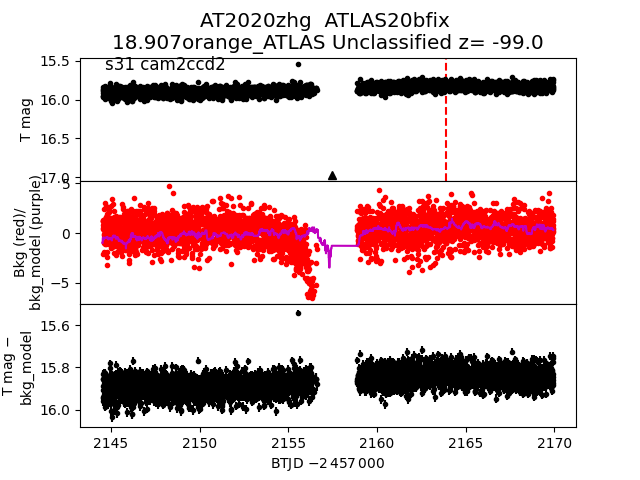 AT2020zhg  ATLAS20bfix
18.907orange_ATLAS Unclassified z= -99.0
s31 cam2ccd2
15.5
16.0
16.5
17.0
T mag
5
0
−5
Bkg (red)/
bkg_model (purple)
15.6
15.8
16.0
T mag −
bkg_model
2145
2150
2155
2160
2165
2170
BTJD −2 457 000